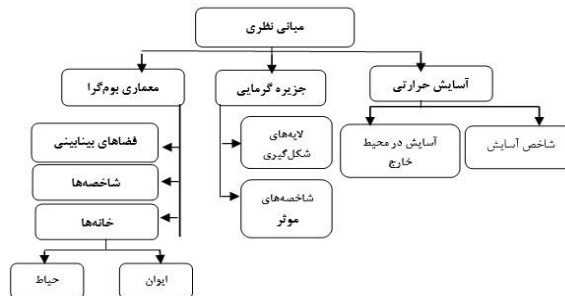 مبانی نظری
آسایش حرارتی
جزیره گرمایی
معماری بوم‌گرا
شاخص آسایش
آسایش در محیط
خارج
لایه‌های
شکل‌گیری
شاخصه‌های
موثر
فضاهای بینابینی
شاخصه‌ها
خانه‌ها
ایوان
حیاط